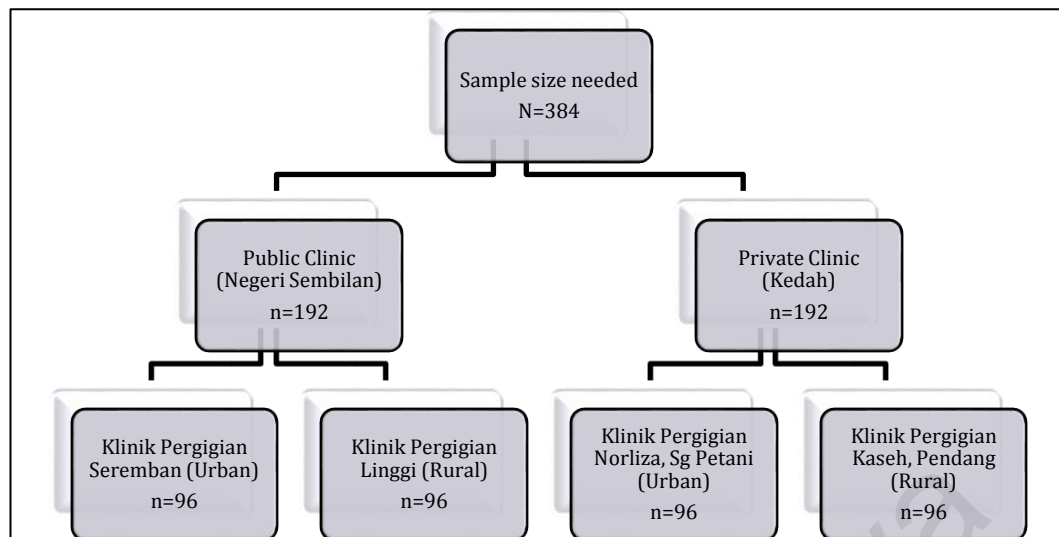 Sample size needed
N=384
Public Clinic
(Negeri Sembilan)
n=192
Private Clinic
(Kedah)
n=192
Klinik Pergigian
Seremban (Urban)
n=96
Klinik Pergigian
Linggi (Rural)
n=96
Klinik Pergigian
Norliza, Sg Petani
(Urban)
n=96
Klinik Pergigian
Kaseh, Pendang
(Rural)
n=96